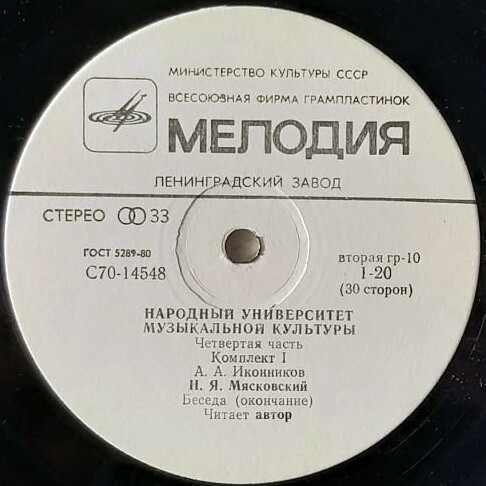 МИНИСТЕРСТВО КУЛЬТУРЫ СССР
ВСЕСОЮЗНАЯ ФИРМА ГРАМПЛАСТИНОК
МЕЛОДИЯ
ЛЕНИНГРАДСКИЙ ЗАВОД
СТЕРЕО 33
ГОСТ 5289-80
С70-14548
вторая гр-10
1-20
(30 сторон)
НАРОДНЫЙ УНИВЕРСИТЕТ
МУЗЫКАЛЬНОЙ КУЛЬТУРЫ
Четвертая часть
Комплект I
А. А. Иконников
Н. Я. Мясковский
Беседа (окончание)
Читает автор